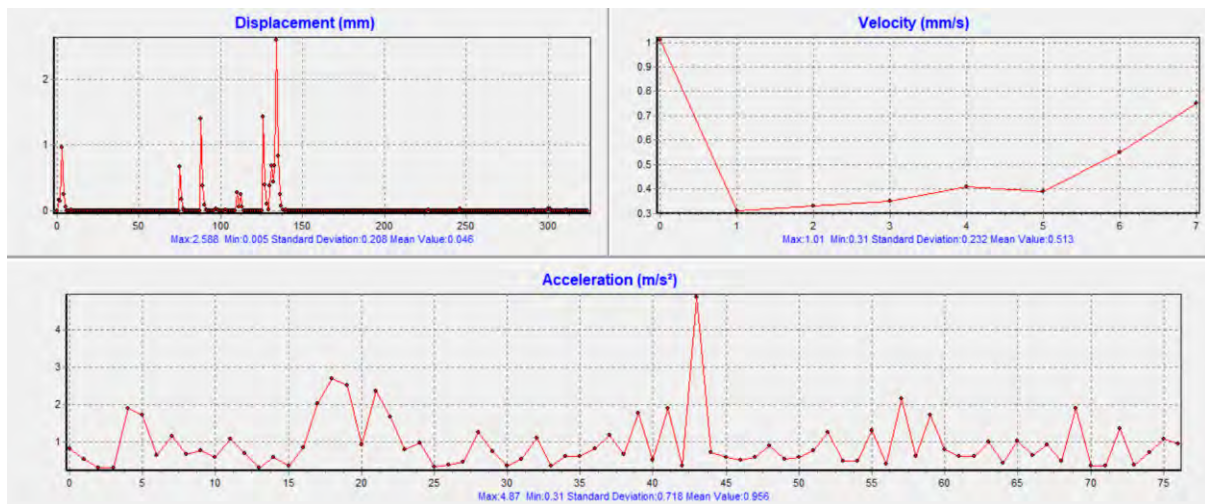 Displacement (mm)
2
1
0
0 50 100 150 200 250 300
Max:2.588 Min:0.005 Standard Deviation:0.208 Mean Value:0.046
Velocity (mm/s)
1
0.9
0.8
0.7
0.6
0.5
0.4
0.3
0 1 2 3 4 5 6 7
Max:1.01 Min:0.31 Standard Deviation:0.232 Mean Value:0.513
Acceleration (m/s²)
4
3
2
1
0 5 10 15 20 25 30 35 40 45 50 55 60 65 70 75
Max:4.87 Min:0.31 Standard Deviation:0.718 Mean Value:0.956